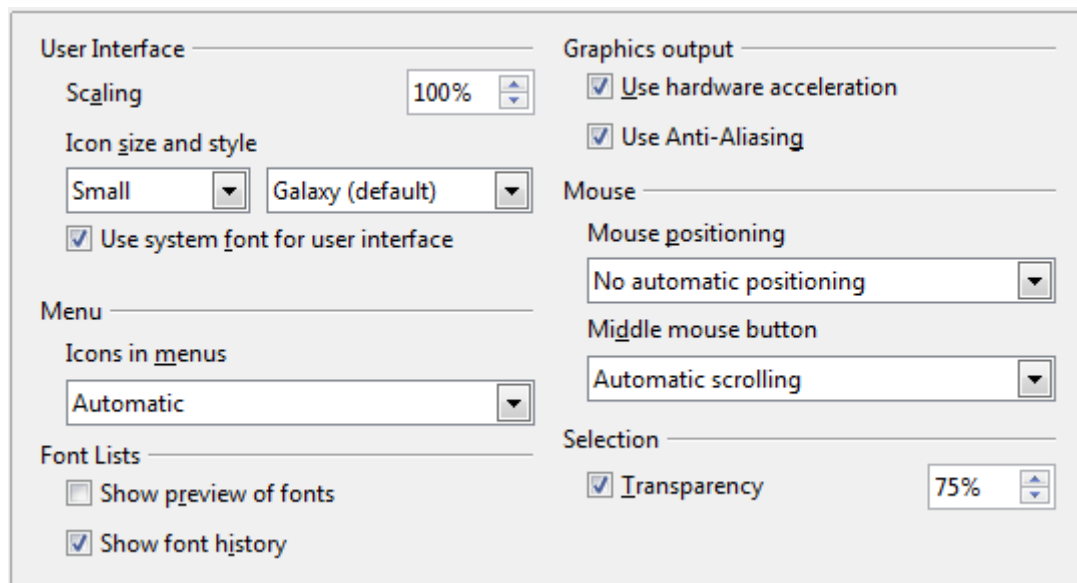 User Interface
Scaling 100%
Icon size and style
Small Galaxy (default)
Use system font for user interface
Menu
Icons in menus
Automatic
Font Lists
Show preview of fonts
Show font history
Graphics output
Use hardware acceleration
Use Anti-Aliasing
Mouse
Mouse positioning
No automatic positioning
Middle mouse button
Automatic scrolling
Selection
Transparency 75%